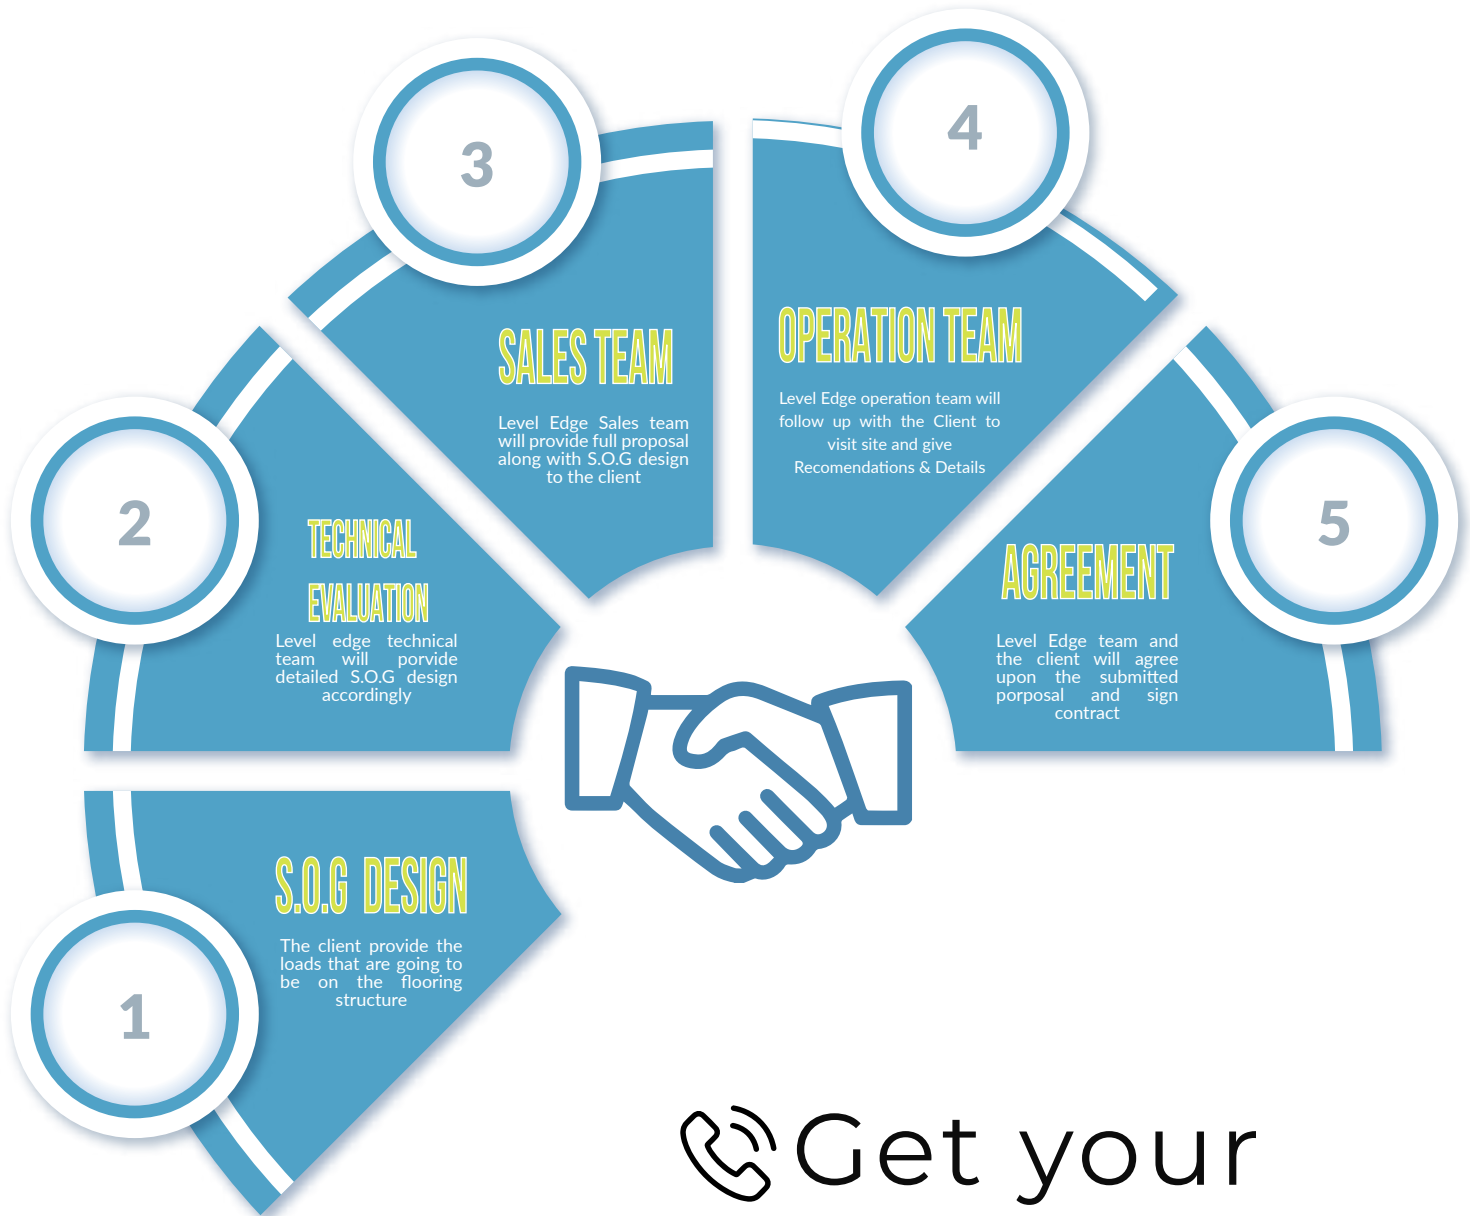 1
S.O.G DESIGN
The client provide the
loads that are going to
be on the flooring
structure
2
TECHNICAL
EVALUATION
Level edge technical
team will porvide
detailed S.O.G design
accordingly
3
SALES TEAM
Level Edge Sales team
will provide full proposal
along with S.O.G design
to the client
4
OPERATION TEAM
Level Edge operation team will
follow up with the Client to
visit site and give
Recomendations & Details
5
AGREEMENT
Level Edge team and
the client will agree
upon the submitted
porposal and sign
contract
Get your